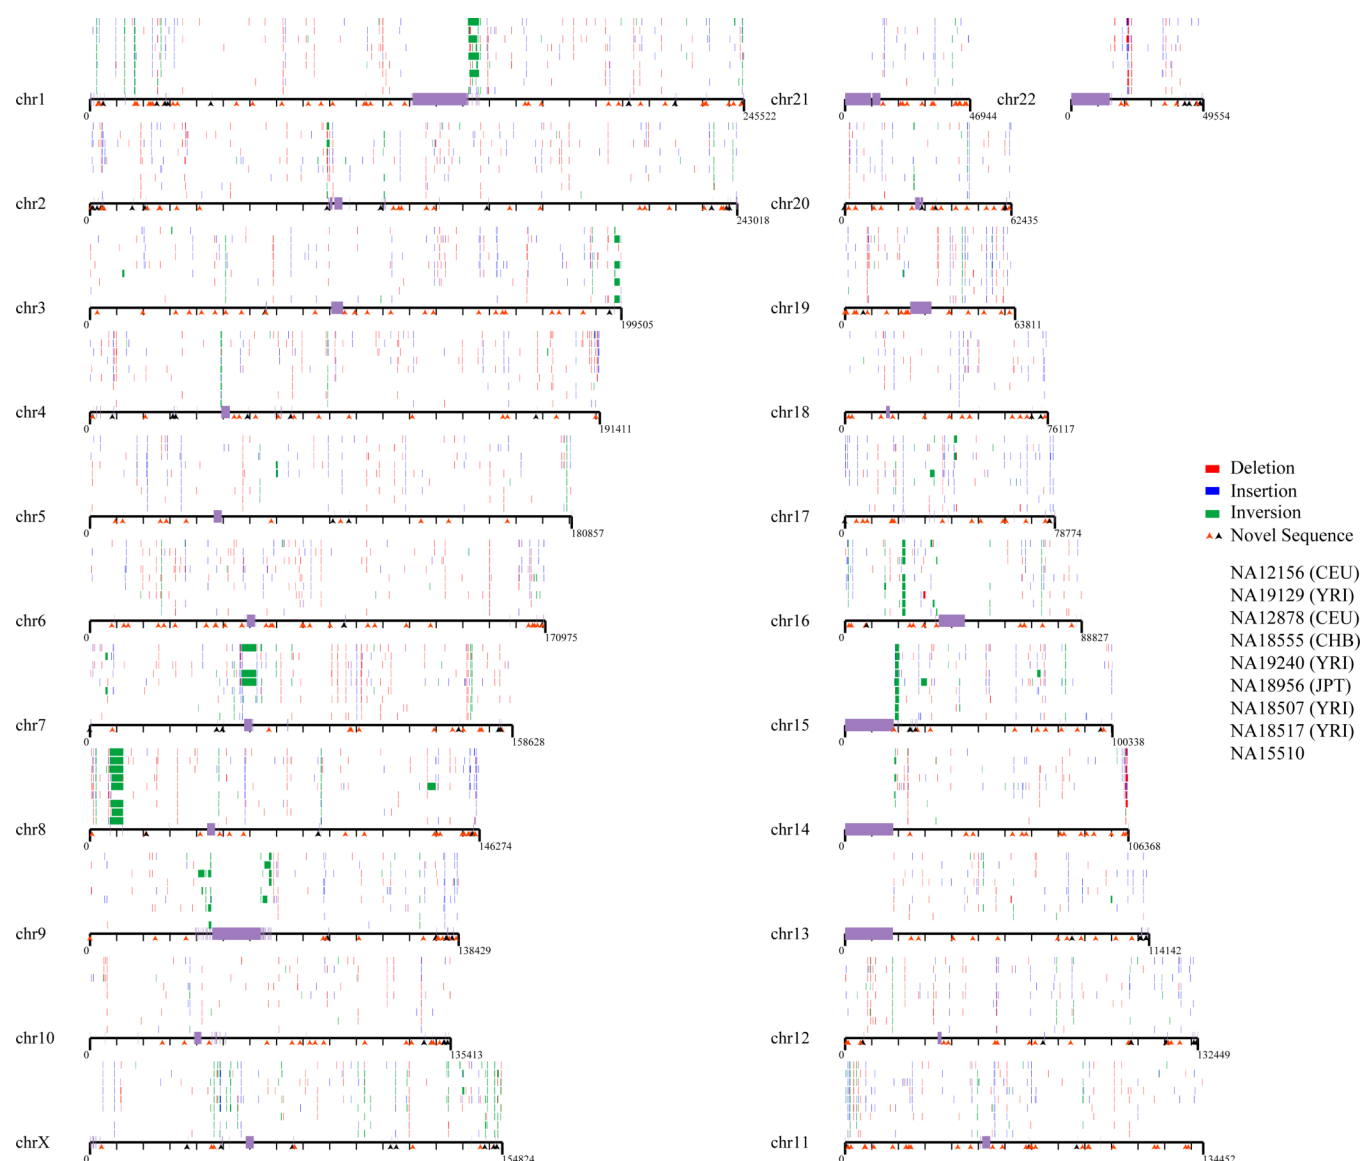 chr1
0
245522
chr21
0
46944
chr22
0
49554
chr2
0
243018
chr20
0
62435
chr3
0
199505
chr19
0
63811
chr4
0
191411
chr18
0
76117
chr5
0
180857
chr17
0
78774
Deletion
Insertion
Inversion
Novel Sequence
NA12156 (CEU)
NA19129 (YRI)
NA12878 (CEU)
NA18555 (CHB)
NA19240 (YRI)
NA18956 (JPT)
NA18507 (YRI)
NA18517 (YRI)
NA15510
chr6
0
170975
chr16
0
88827
chr7
0
158628
chr15
0
100338
chr8
0
146274
chr14
0
106368
chr9
0
138429
chr13
0
114142
chr10
0
135413
chr12
0
132449
chrX
0
154824
chr11
0
134452